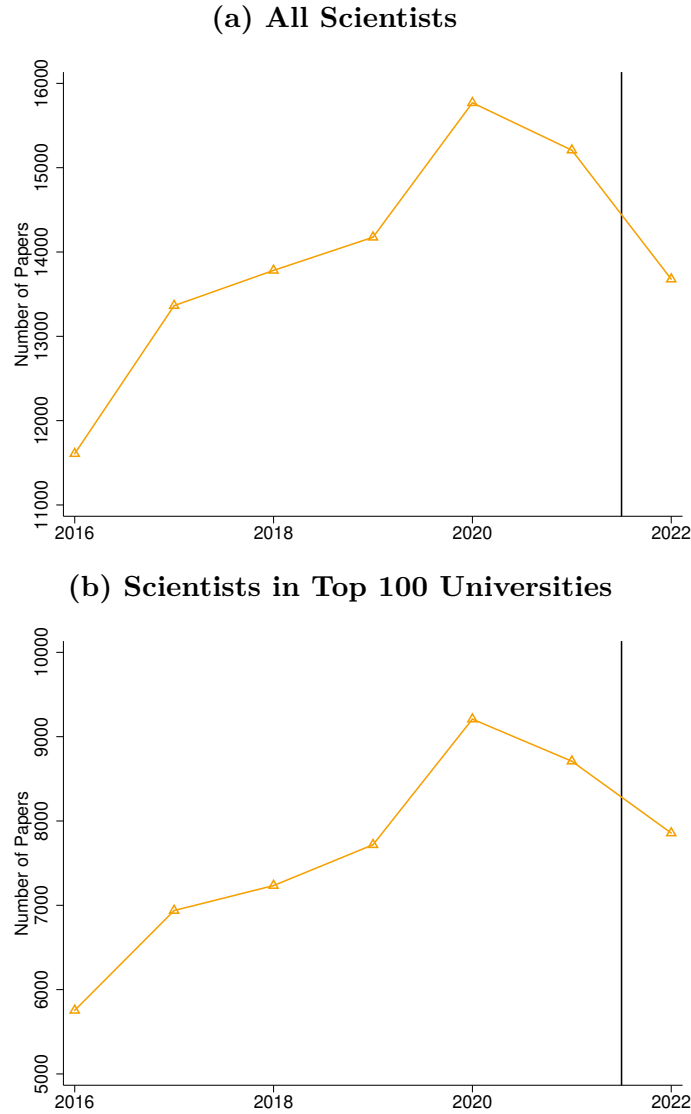 (a) All Scientists
Number of Papers
16000
15000
14000
13000
12000
11000
2016 2018 2020 2022
(b) Scientists in Top 100 Universities
Number of Papers
10000
9000
8000
7000
6000
5000
2016 2018 2020 2022